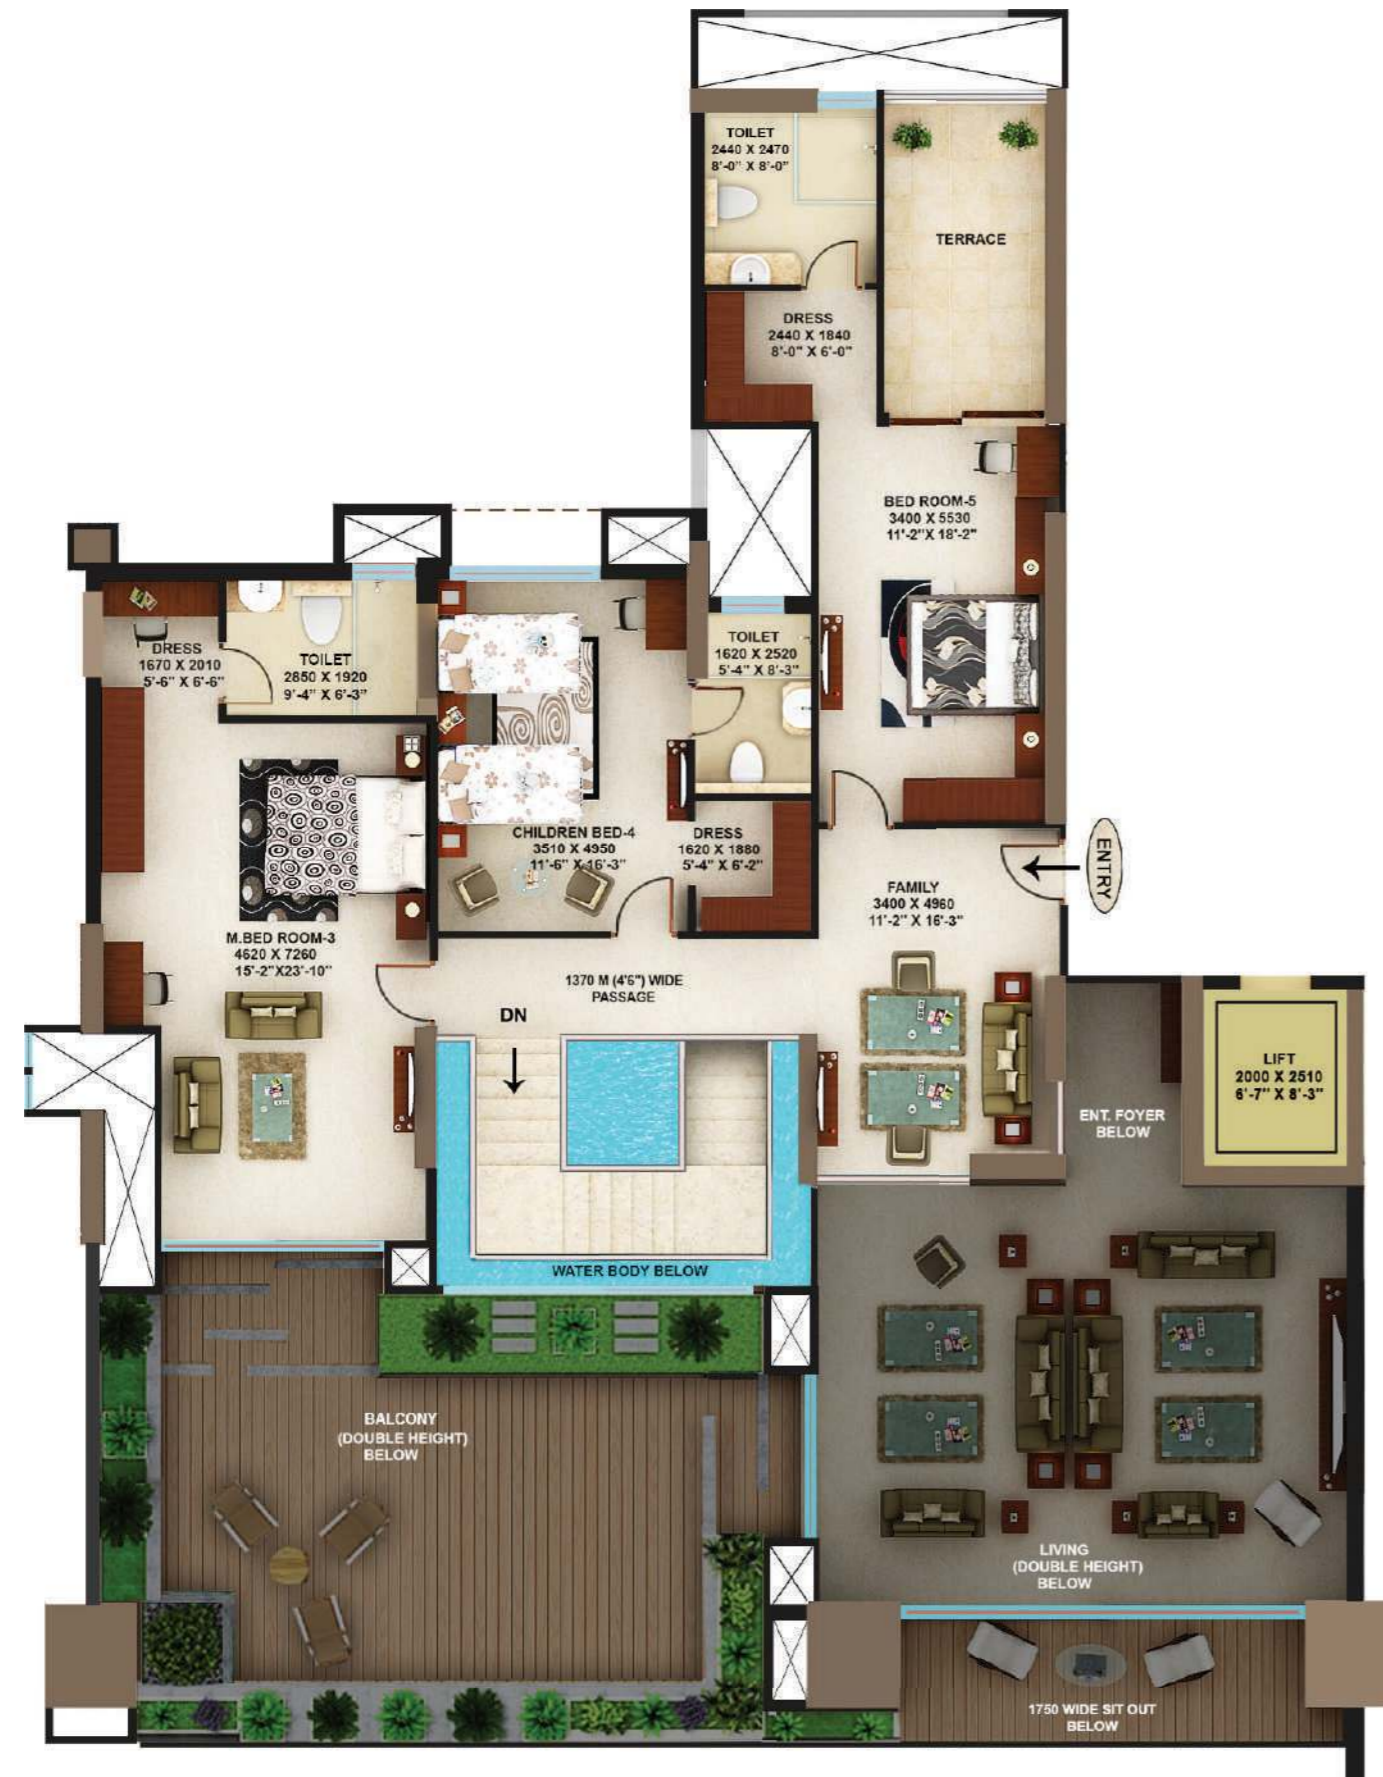 TOILET
2440 X 2470
8'-0" X 8'-0"
TERRACE
DRESS
2440 X 1840
8'-0" X 6'-0"
BED ROOM-5
3400 X 5530
11'-2"X 18'-2"
DRESS
1670 X 2010
5'-6" X 6'-6"
TOILET
2850 X 1920
9'-4" X 6'-3"
TOILET
1620 X 2520
5'-4" X 8'-3"
CHILDREN BED-4
3510 X 4950
11'-6" X 16'-3"
DRESS
1620 X 1880
5'-4" X 6'-2"
ENTRY
FAMILY
3400 X 4960
11'-2" X 16'-3"
M.BED ROOM-3
4620 X 7260
15'-2"X23'-10"
1370 M (4'6") WIDE
PASSAGE
DN
LIFT
2000 X 2510
6'-7" X 8'-3"
ENT. FOYER
BELOW
WATER BODY BELOW
BALCONY
(DOUBLE HEIGHT)
BELOW
LIVING
(DOUBLE HEIGHT)
BELOW
1750 WIDE SIT OUT
BELOW